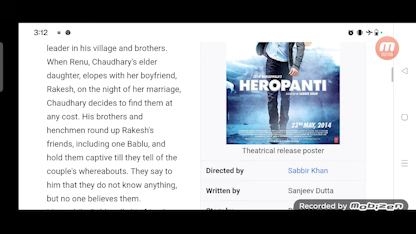 3:12
leader in his village and brothers.
When Renu, Chaudhary's elder
daughter, elopes with her boyfriend,
Rakesh, on the night of her marriage,
Chaudhary decides to find them at
any cost. His brothers and
henchmen round up Rakesh's
friends, including one Bablu, and
hold them captive till they tell of the
couple's whereabouts. They say to
him that they do not know anything,
but no one believes them.
HEROPANTI
23RD MAY, 2014
Theatrical release poster
Directed by Sabbir Khan
Written by Sanjeev Dutta
Recorded by MOBIZEN